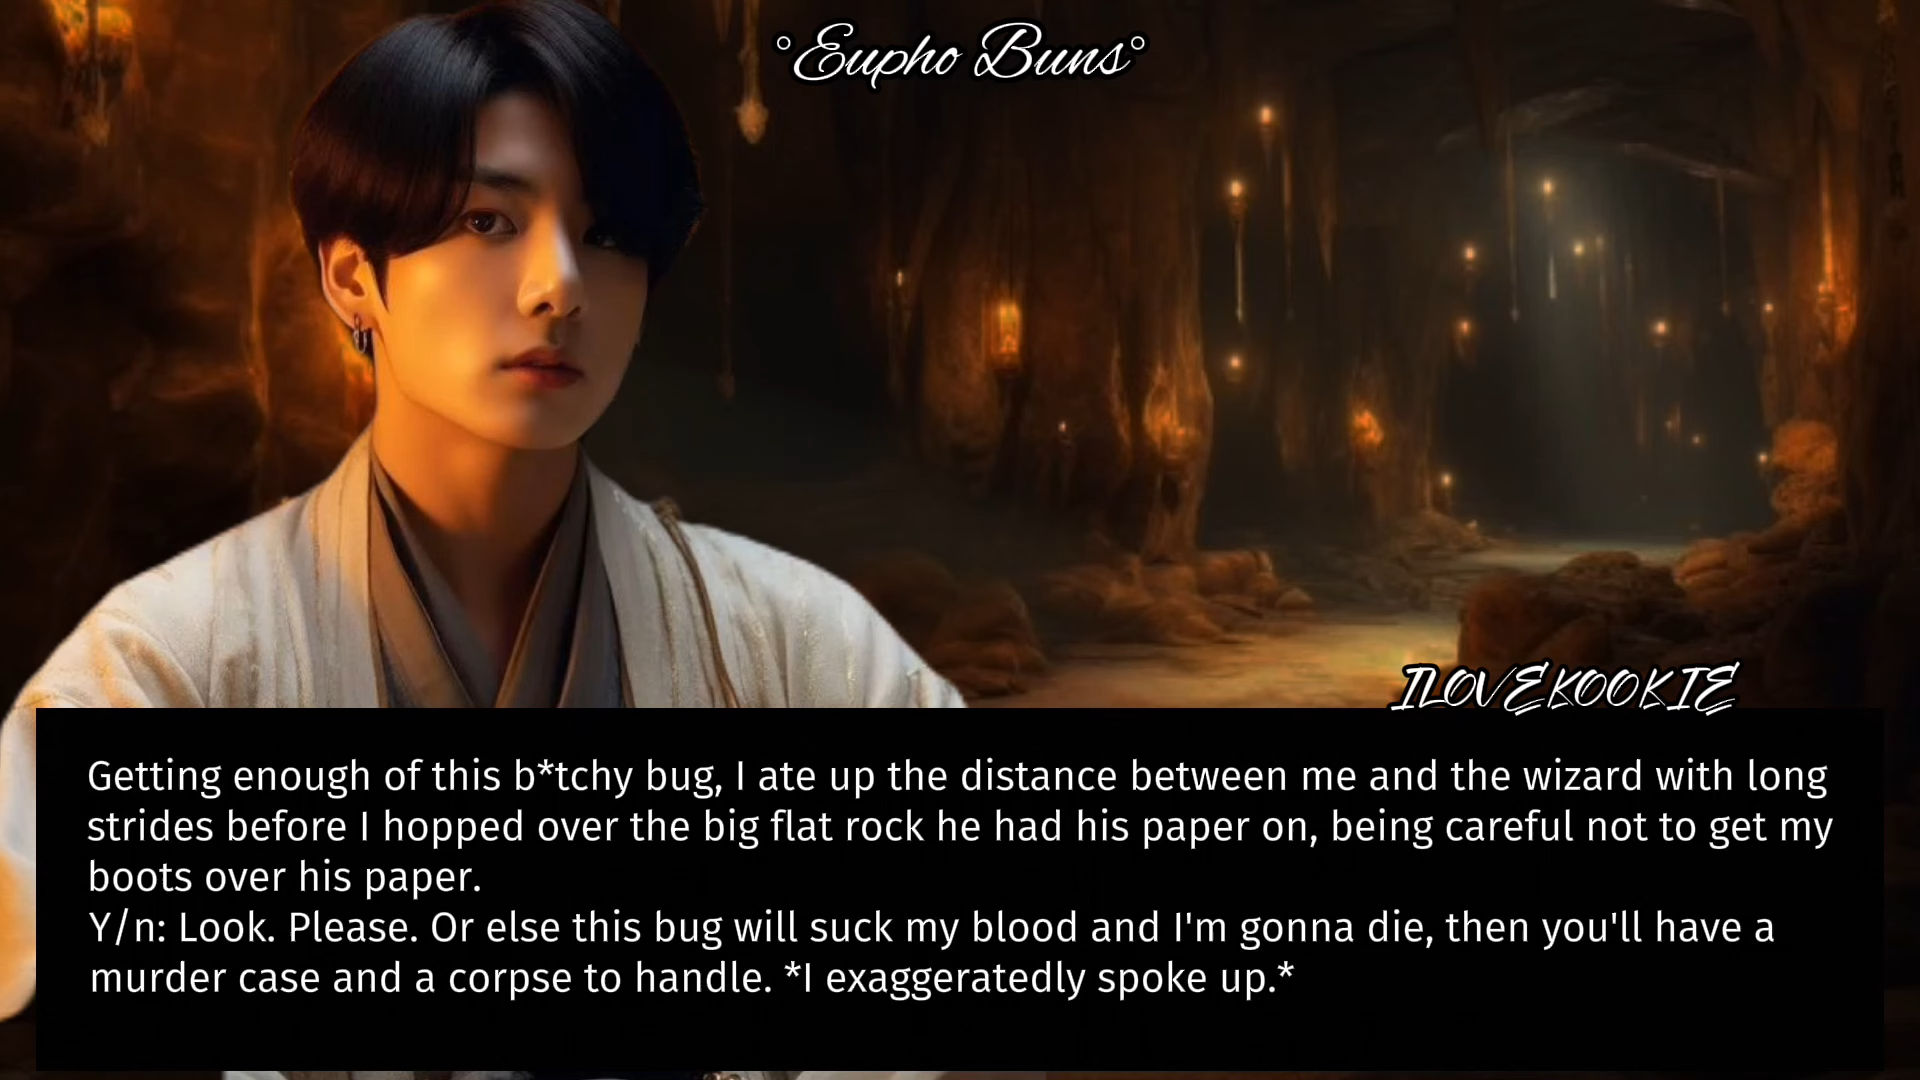 °Eupho Buns°
ILOVEKOOKIE
Getting enough of this b*tchy bug, I ate up the distance between me and the wizard with long
strides before I hopped over the big flat rock he had his paper on, being careful not to get my
boots over his paper.
Y/n: Look. Please. Or else this bug will suck my blood and I'm gonna die, then you'll have a
murder case and a corpse to handle. *I exaggeratedly spoke up.*